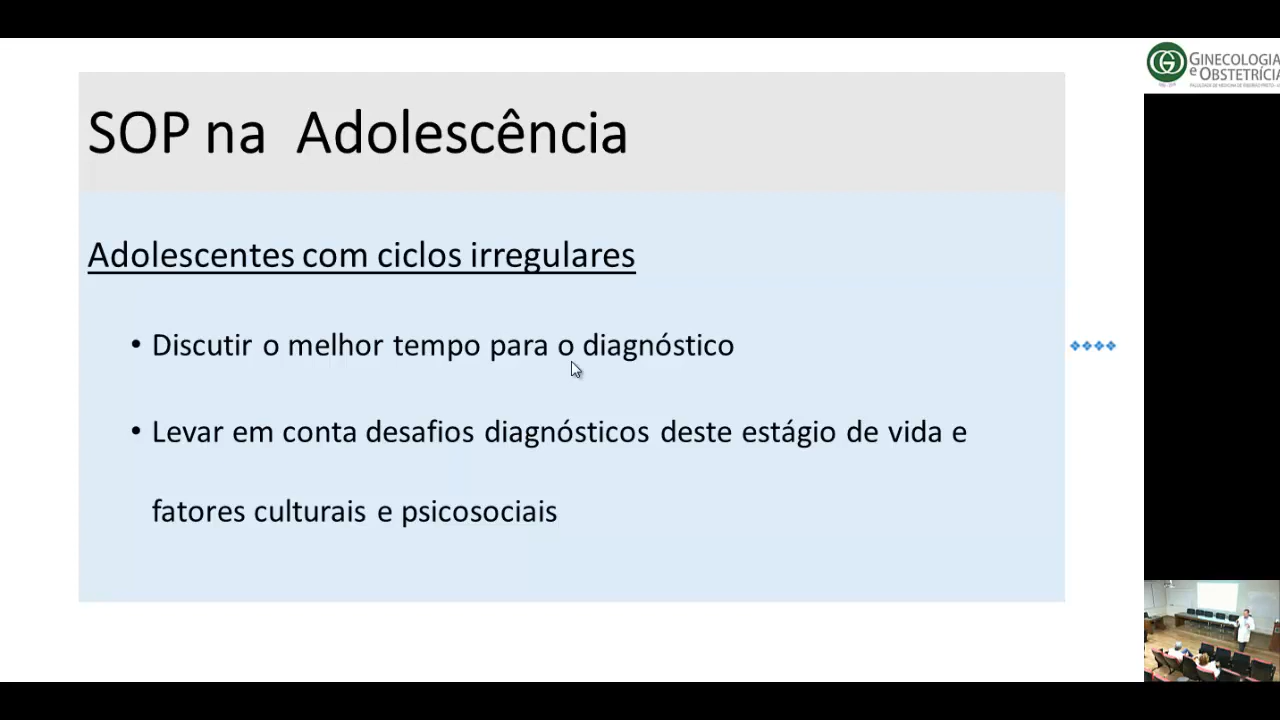 SOP na Adolescência
Adolescentes com ciclos irregulares
• Discutir o melhor tempo para o diagnóstico
• Levar em conta desafios diagnósticos deste estágio de vida e
fatores culturais e psicosociais
GINECOLOGIA
e OBSTETRÍCIA